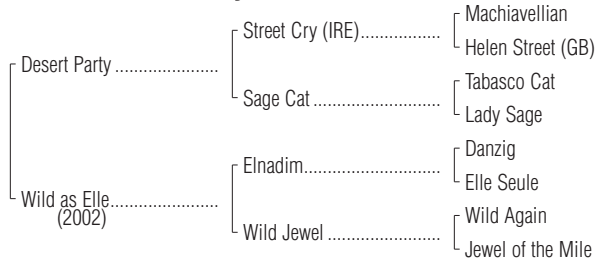 Machiavellian
Street Cry (IRE)
Helen Street (GB)
Desert Party
Tabasco Cat
Sage Cat
Lady Sage
Danzig
Elnadim
Elle Seule
Wild as Elle
(2002)
Wild Again
Wild Jewel
Jewel of the Mile